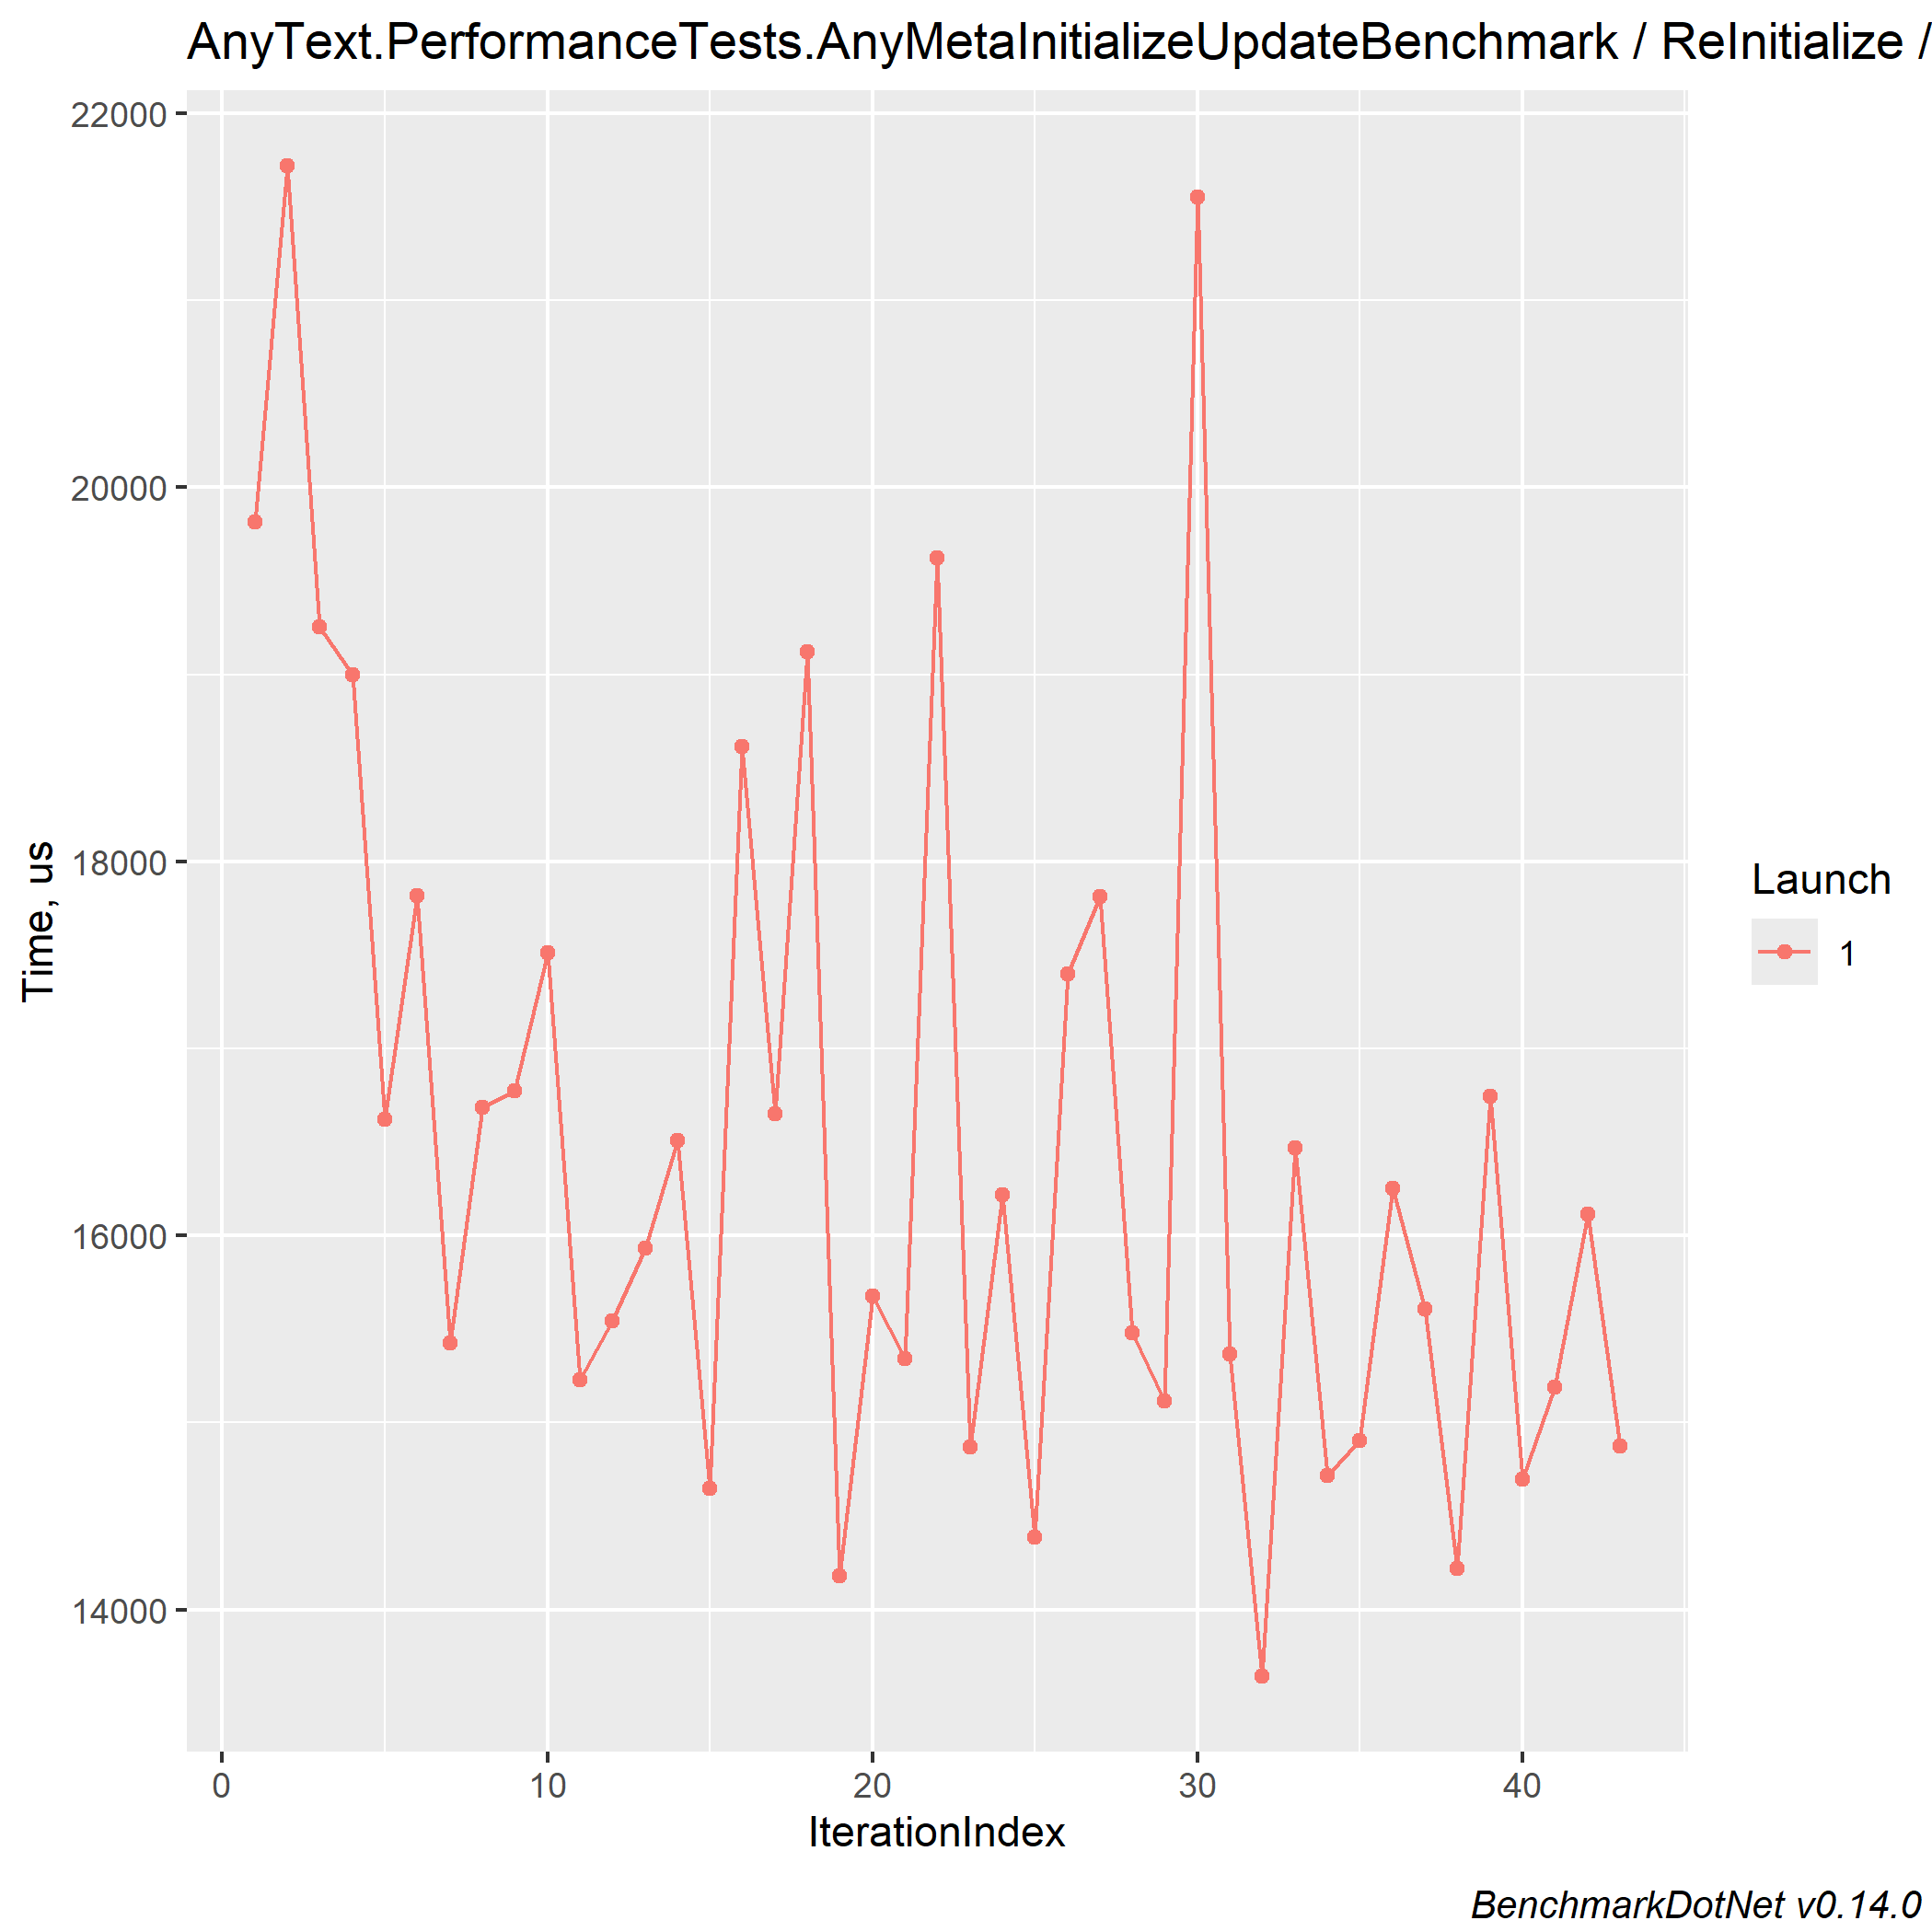 AnyText.PerformanceTests.AnyMetaInitializeUpdateBenchmark / ReInitialize /
22000
20000
18000
16000
14000
Time, us
0 10 20 30 40
IterationIndex
Launch
1
BenchmarkDotNet v0.14.0